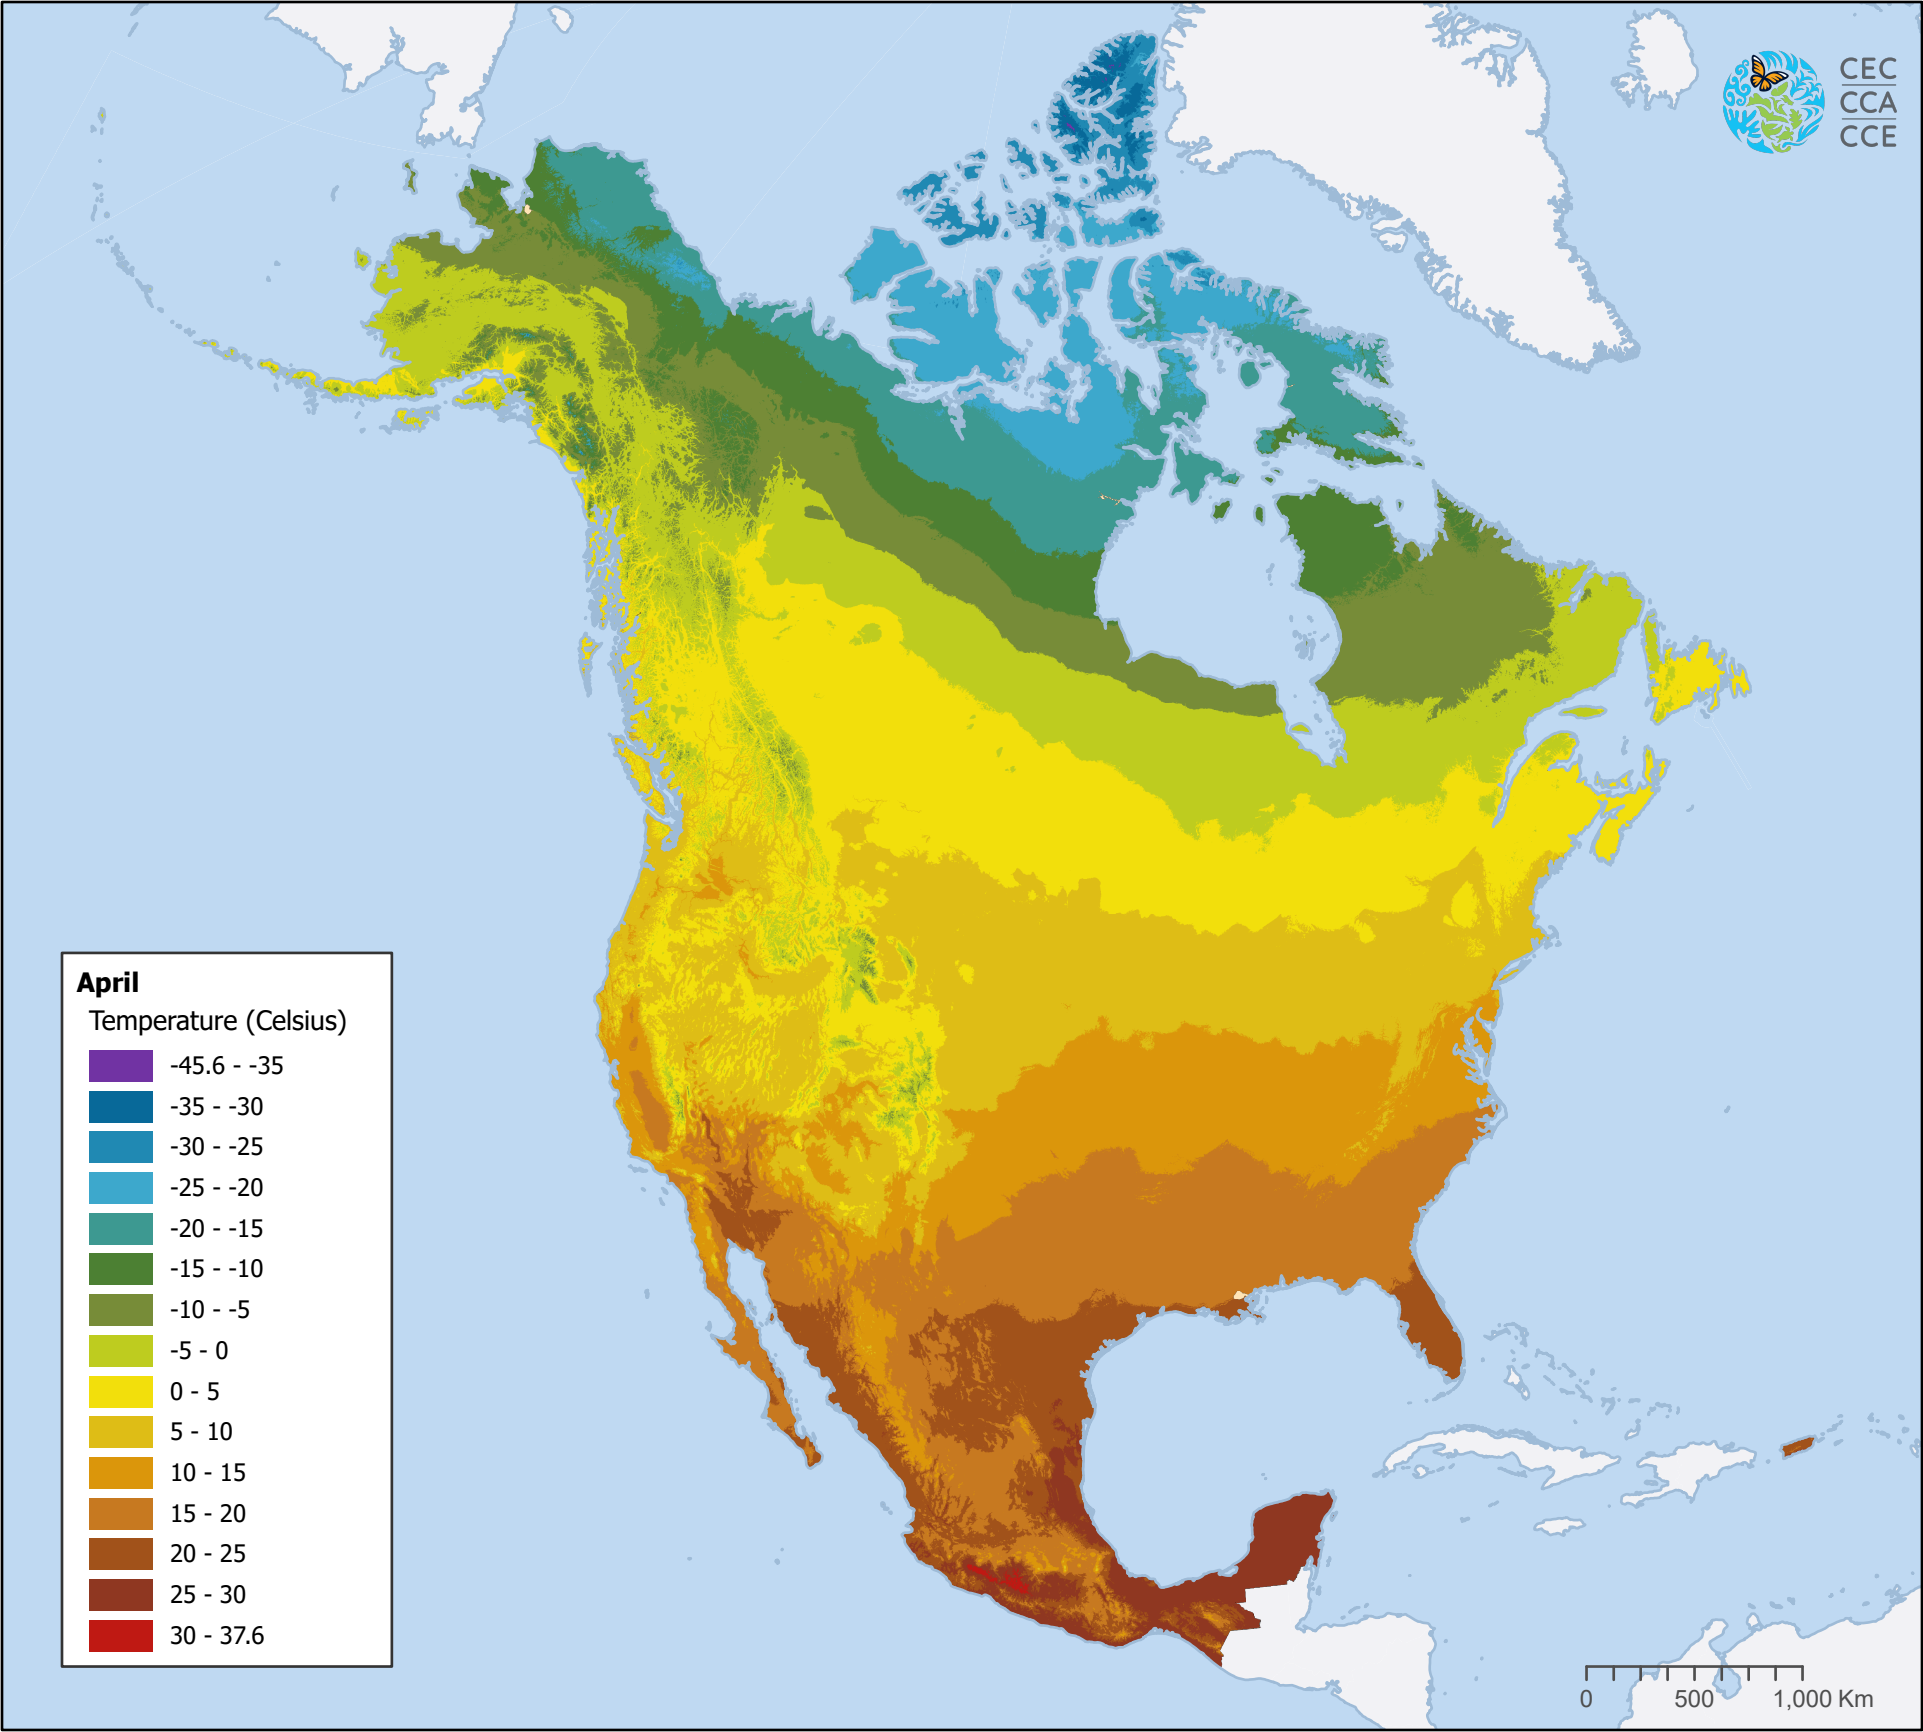 CEC
CCA
CCE
April
Temperature (Celsius)
-45.6 - -35
-35 - -30
-30 - -25
-25 - -20
-20 - -15
-15 - -10
-10 - -5
-5 - 0
0 - 5
5 - 10
10 - 15
15 - 20
20 - 25
25 - 30
30 - 37.6
0 500 1,000 Km